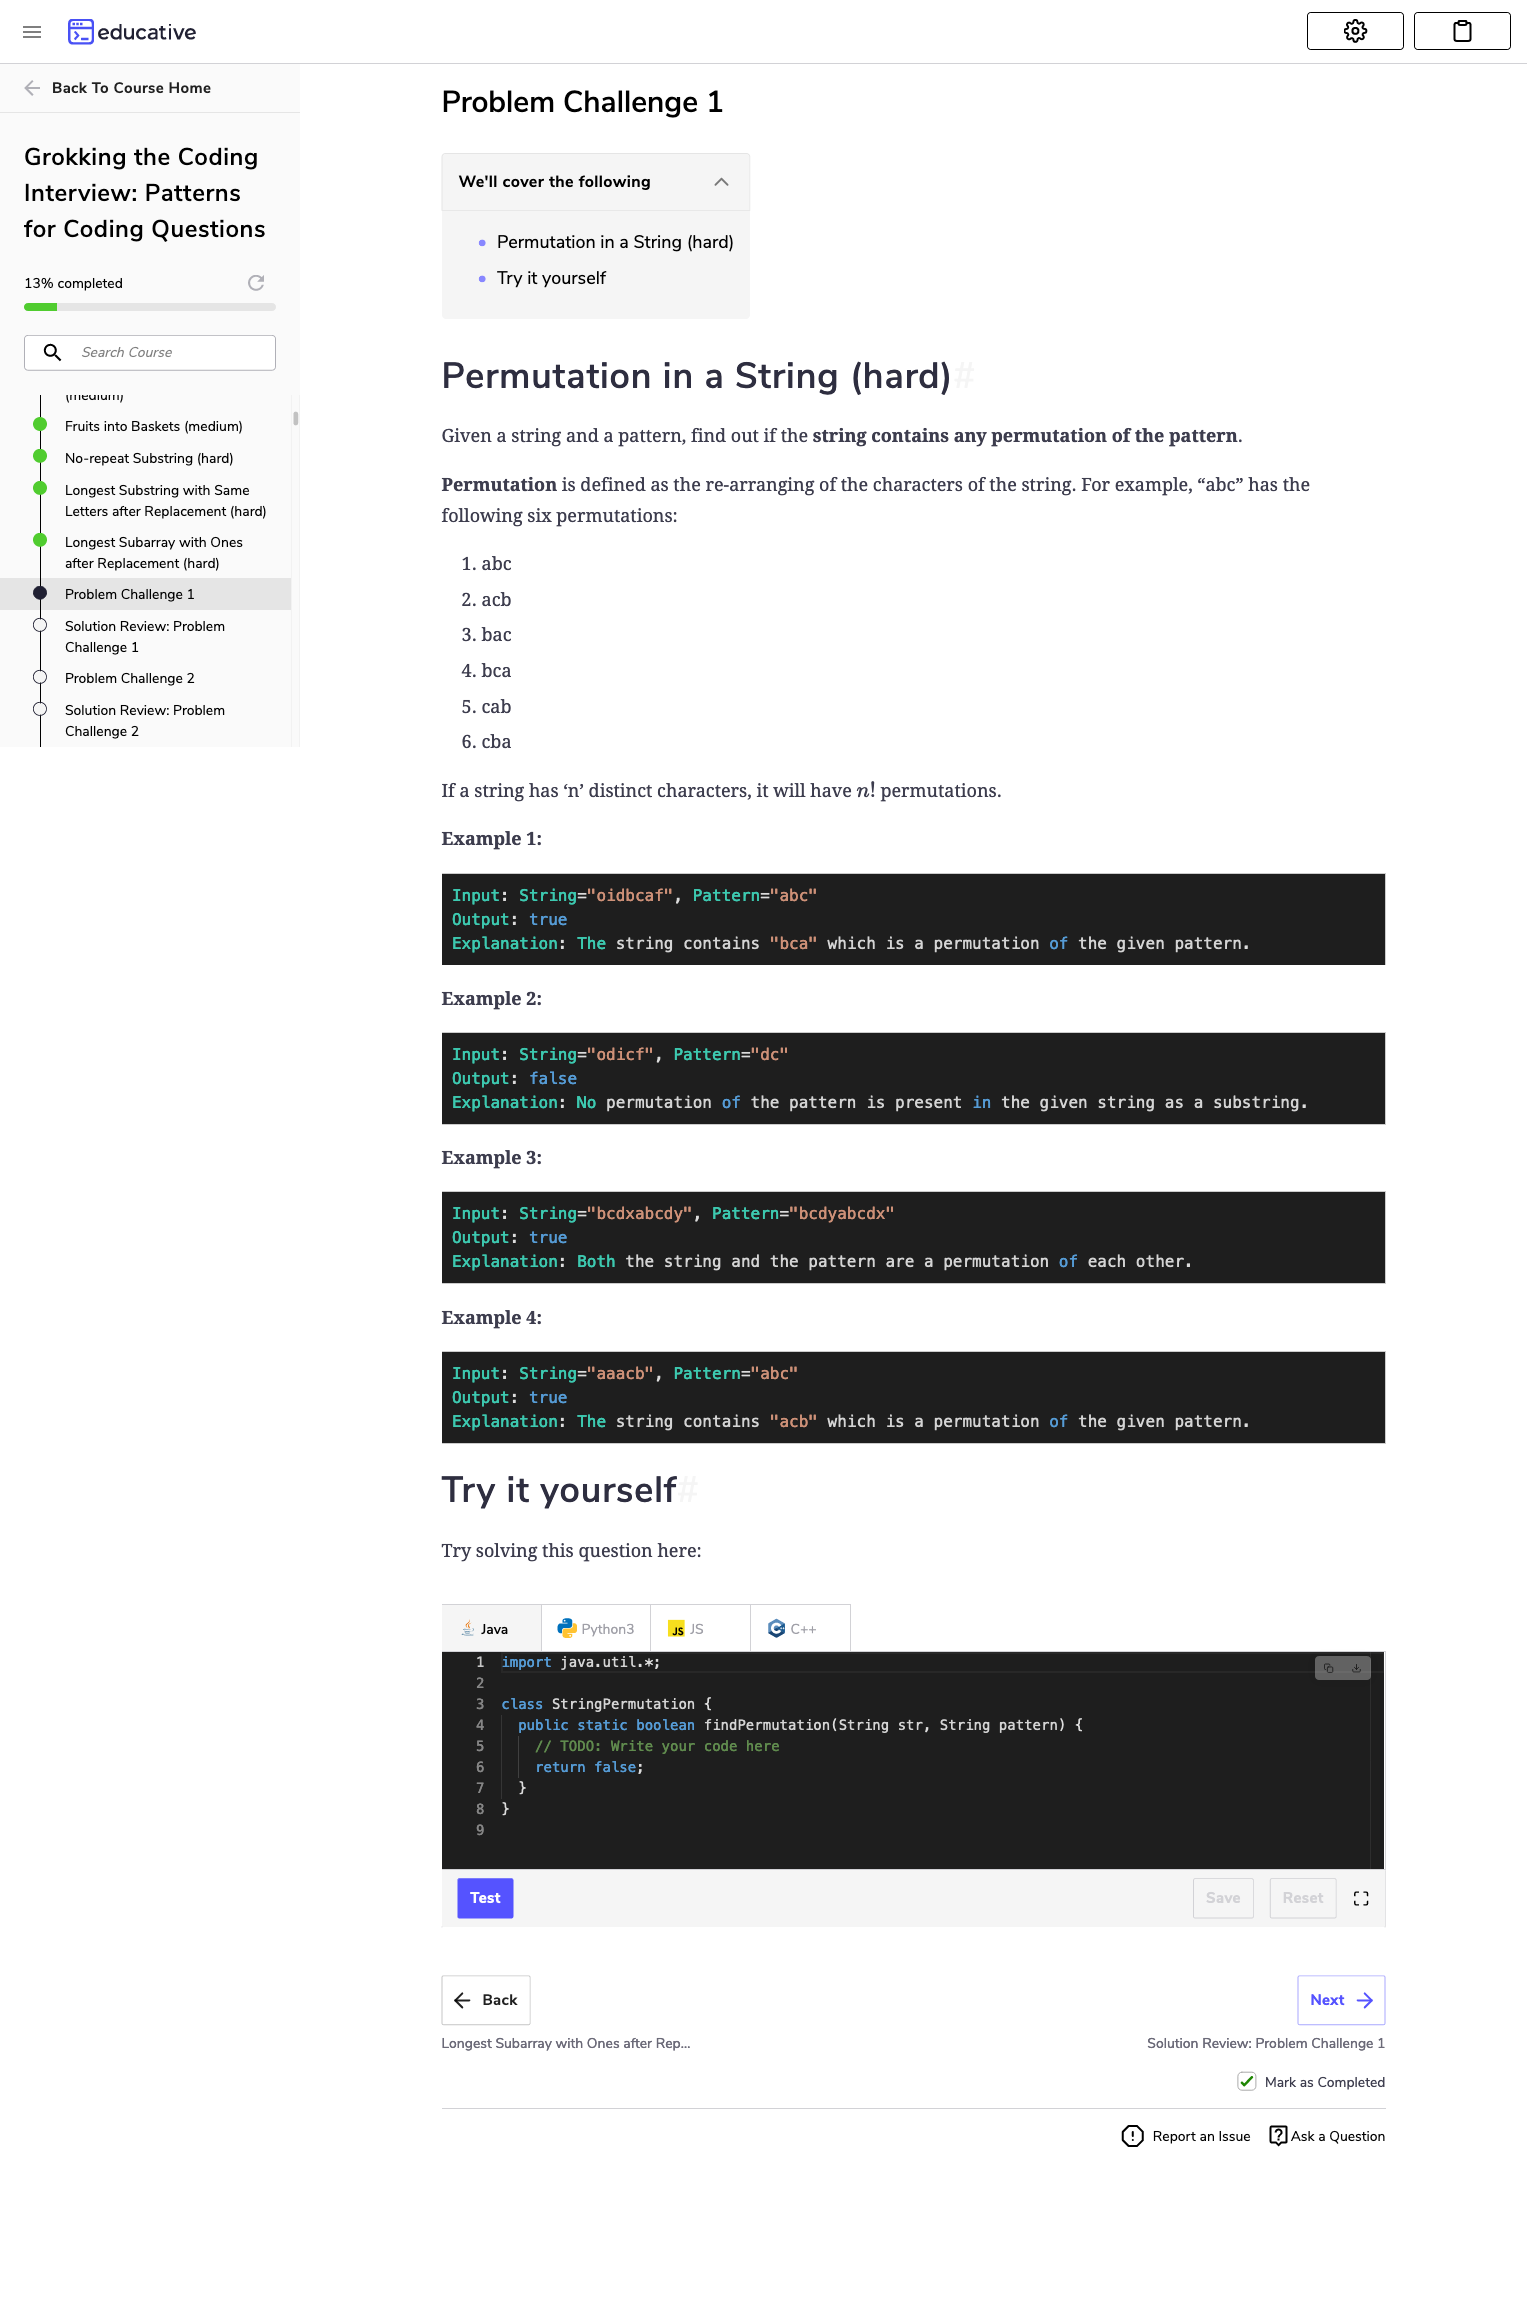 educative
Back To Course Home
Grokking the Coding
Interview: Patterns
for Coding Questions
13% completed
Search Course
(medium)
Fruits into Baskets (medium)
No-repeat Substring (hard)
Longest Substring with Same
Letters after Replacement (hard)
Longest Subarray with Ones
after Replacement (hard)
Problem Challenge 1
Solution Review: Problem
Challenge 1
Problem Challenge 2
Solution Review: Problem
Challenge 2
Problem Challenge 1
We'll cover the following
Permutation in a String (hard)
Try it yourself
Permutation in a String (hard)#
Given a string and a pattern, find out if the string contains any permutation of the pattern.
Permutation is defined as the re-arranging of the characters of the string. For example, “abc” has the
following six permutations:
1. abc
2. acb
3. bac
4. bca
5. cab
6. cba
If a string has ‘n’ distinct characters, it will have n! permutations.
Example 1:
Input: String="oidbcaf", Pattern="abc"
Output: true
Explanation: The string contains "bca" which is a permutation of the given pattern.
Example 2:
Input: String="odicf", Pattern="dc"
Output: false
Explanation: No permutation of the pattern is present in the given string as a substring.
Example 3:
Input: String="bcdxabcdy", Pattern="bcdyabcdx"
Output: true
Explanation: Both the string and the pattern are a permutation of each other.
Example 4:
Input: String="aaacb", Pattern="abc"
Output: true
Explanation: The string contains "acb" which is a permutation of the given pattern.
Try it yourself#
Try solving this question here:
Java Python3 JS JS C++
1 import java.util.*;
2
3 class StringPermutation {
4 public static boolean findPermutation(String str, String pattern) {
5 // TODO: Write your code here
6 return false;
7 }
8 }
9
Test Save Reset
Back Next
Longest Subarray with Ones after Rep... Solution Review: Problem Challenge 1
Mark as Completed
Report an Issue Ask a Question